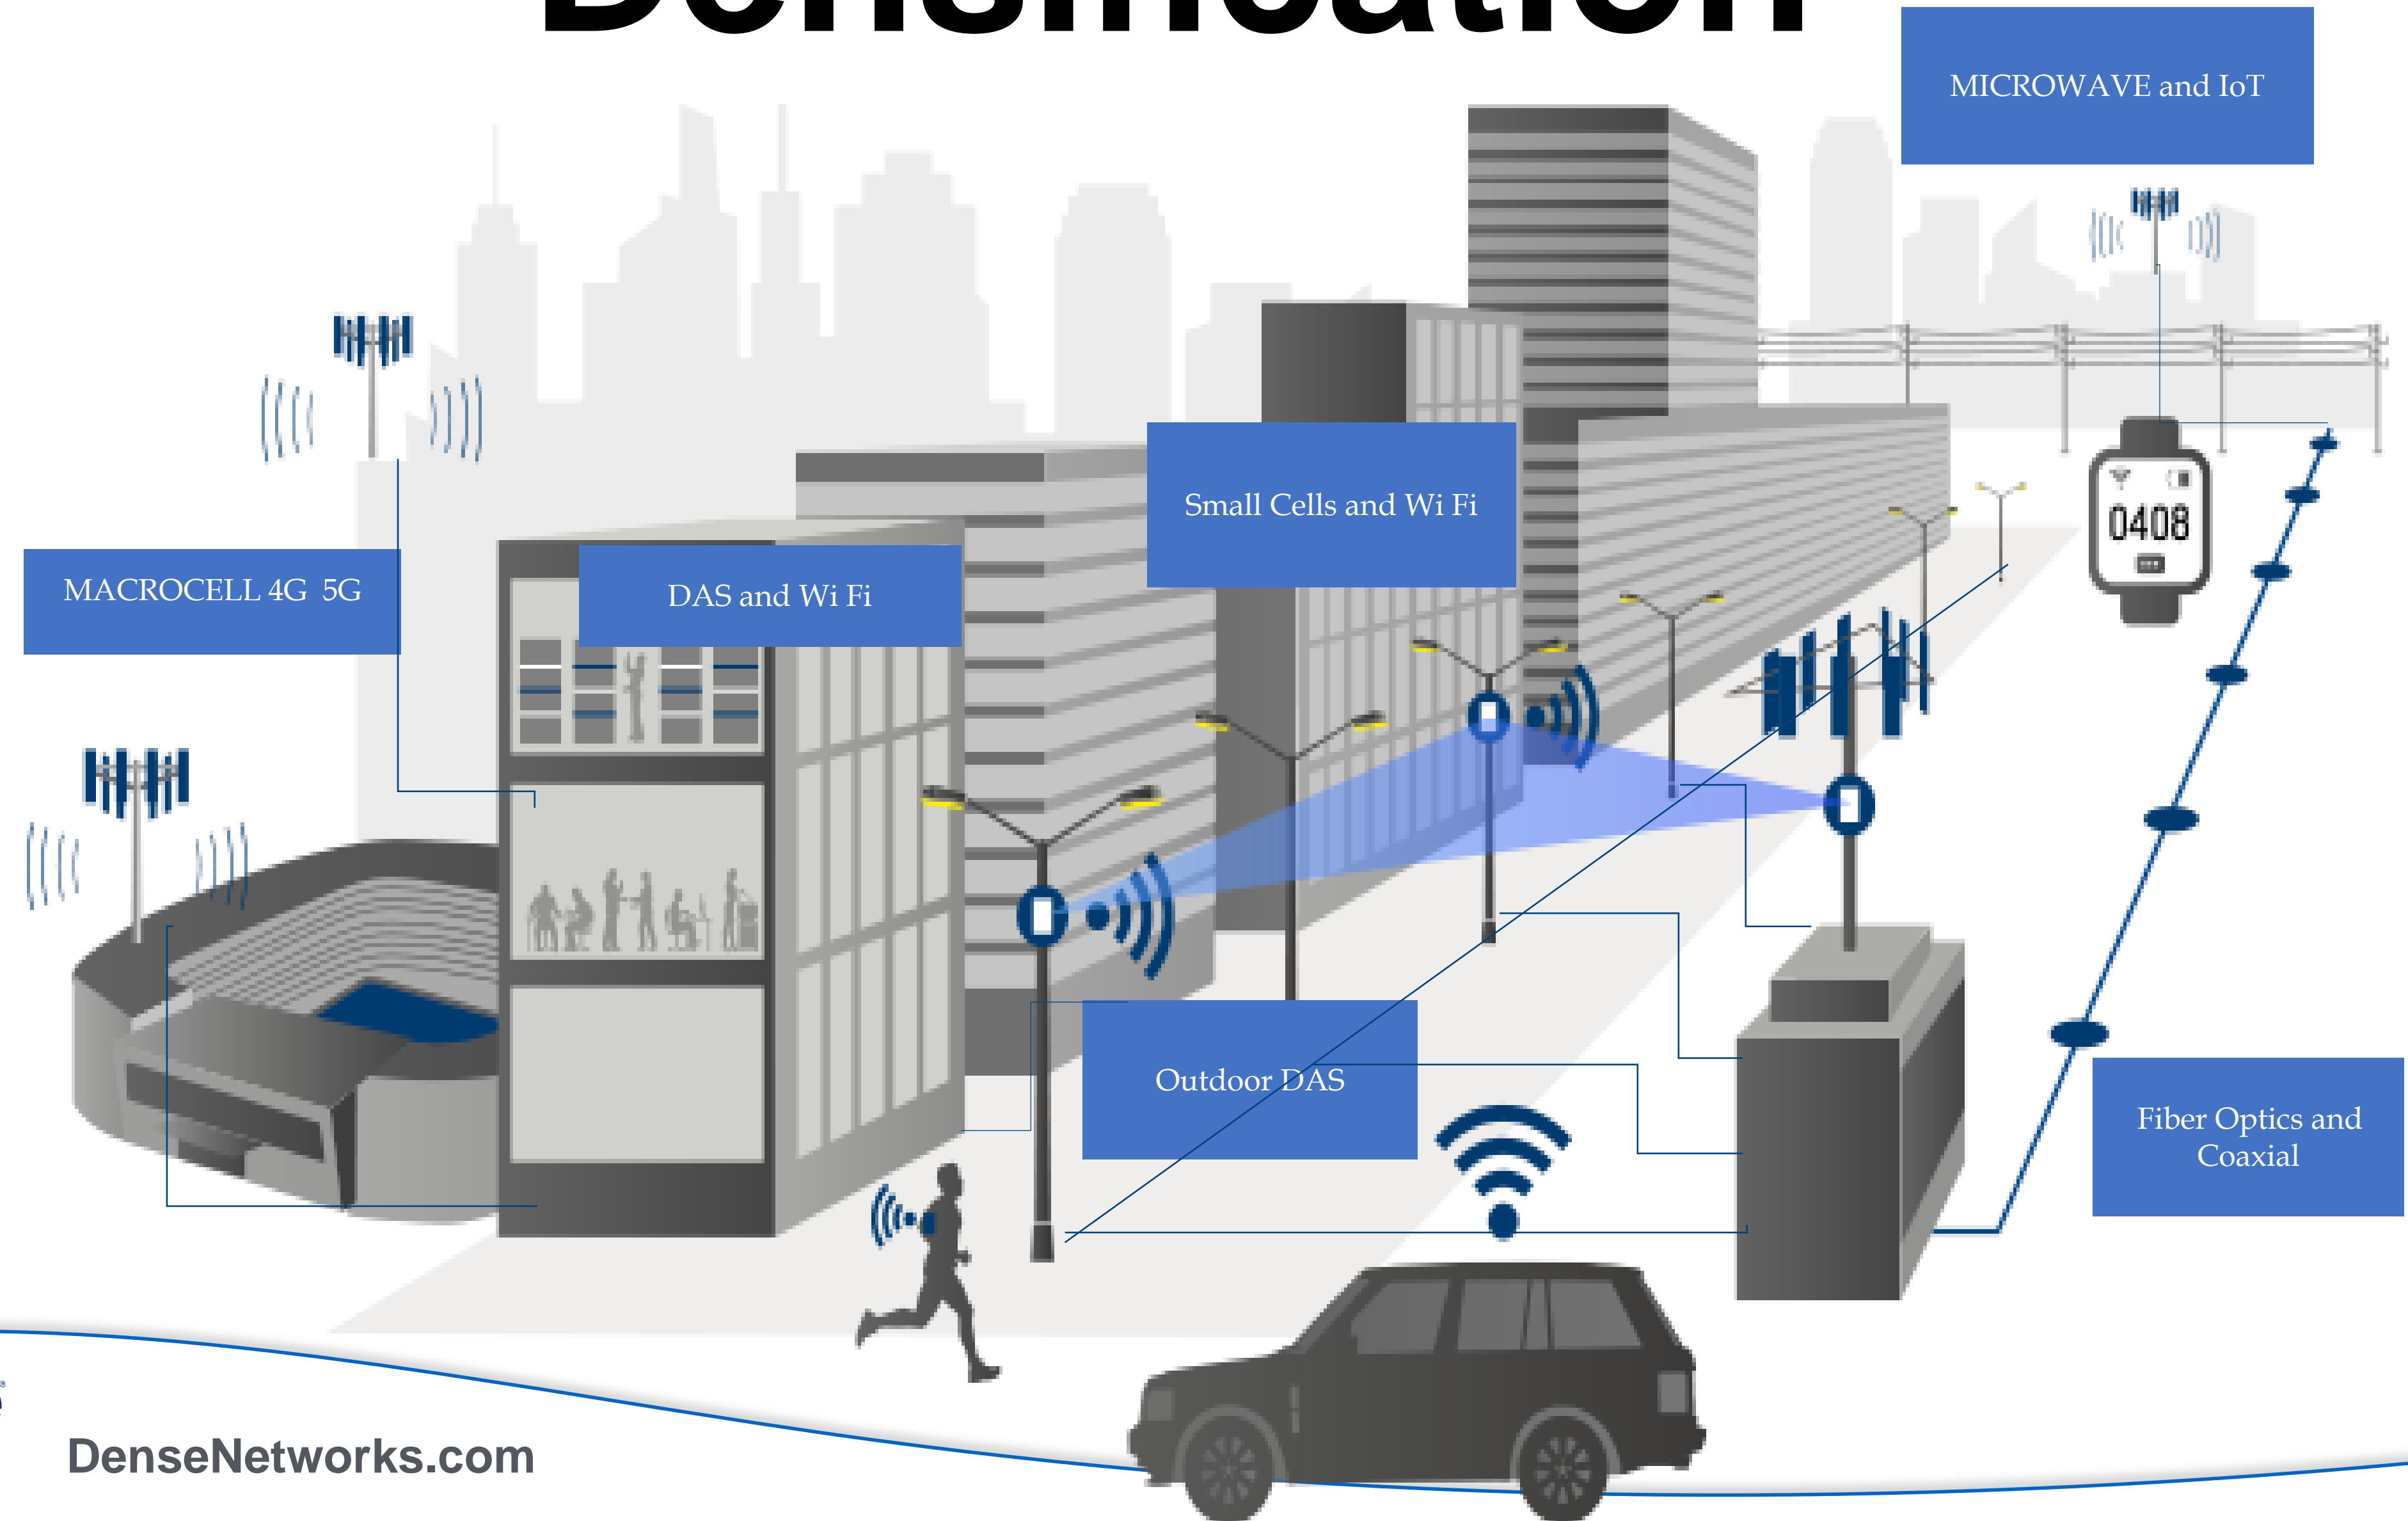 Densification
MICROWAVE and IoT
Small Cells and Wi Fi
MACROCELL 4G 5G
DAS and Wi Fi
0408
Outdoor DAS
Fiber Optics and
Coaxial
DenseNetworks.com